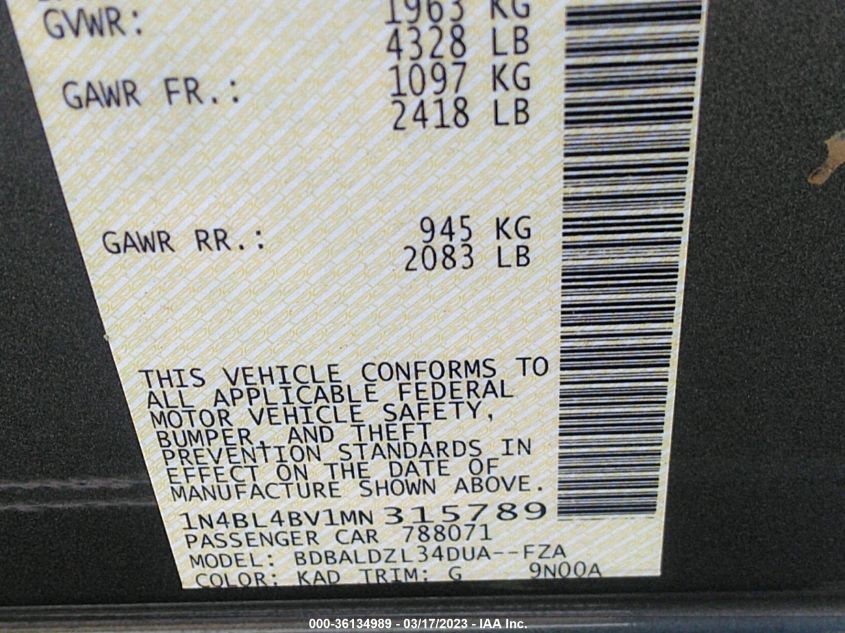 GVWR: 1963 KG
4328 LB
GAWR FR.: 1097 KG
2418 LB
GAWR RR.: 945 KG
2083 LB
THIS VEHICLE CONFORMS TO
ALL APPLICABLE FEDERAL
MOTOR VEHICLE SAFETY,
BUMPER, AND THEFT
PREVENTION STANDARDS IN
EFFECT ON THE DATE OF
MANUFACTURE SHOWN ABOVE.
1N4BL4BV1MN315789
PASSENGER CAR 788071
MODEL: BDBALDZL34DUA--FZA
COLOR: KAD TRIM: G 9N00A
000-36134989 - 03/17/2023 - IAA Inc.